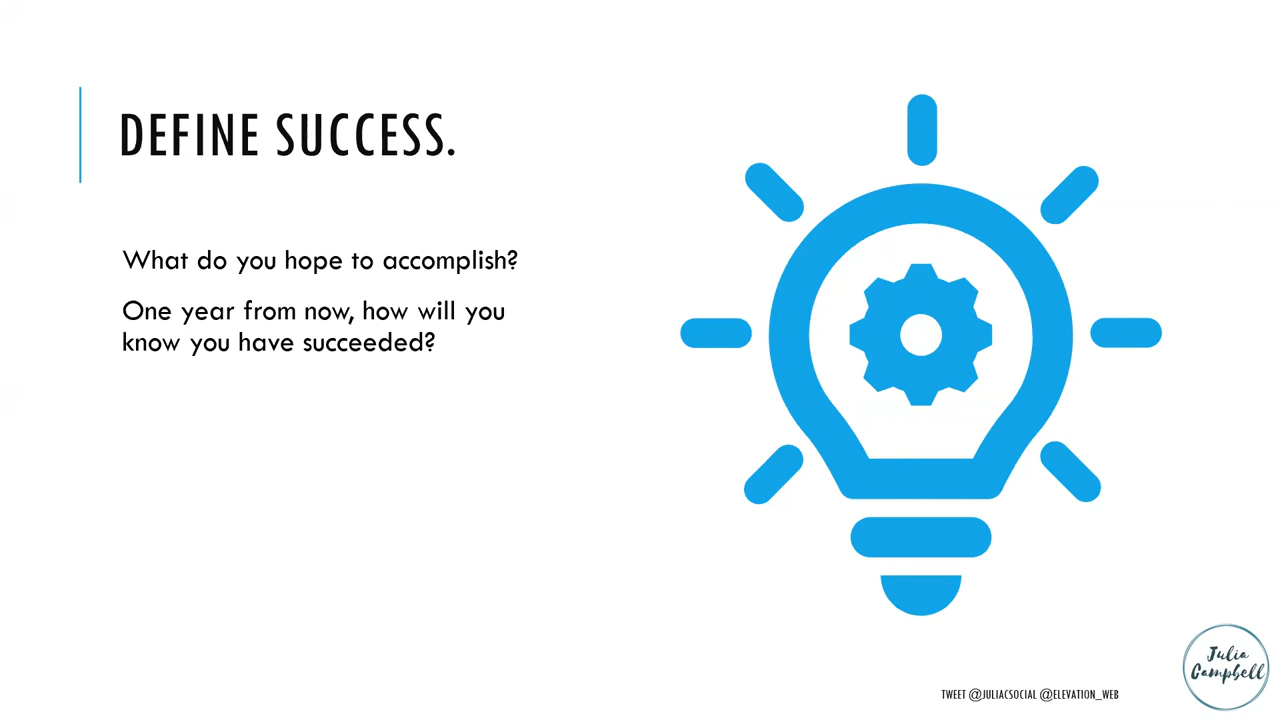 DEFINE SUCCESS.
What do you hope to accomplish?
One year from now, how will you
know you have succeeded?
TWEET @JULIACSOCIAL @ELEVATION_WEB
Julia
Campbell